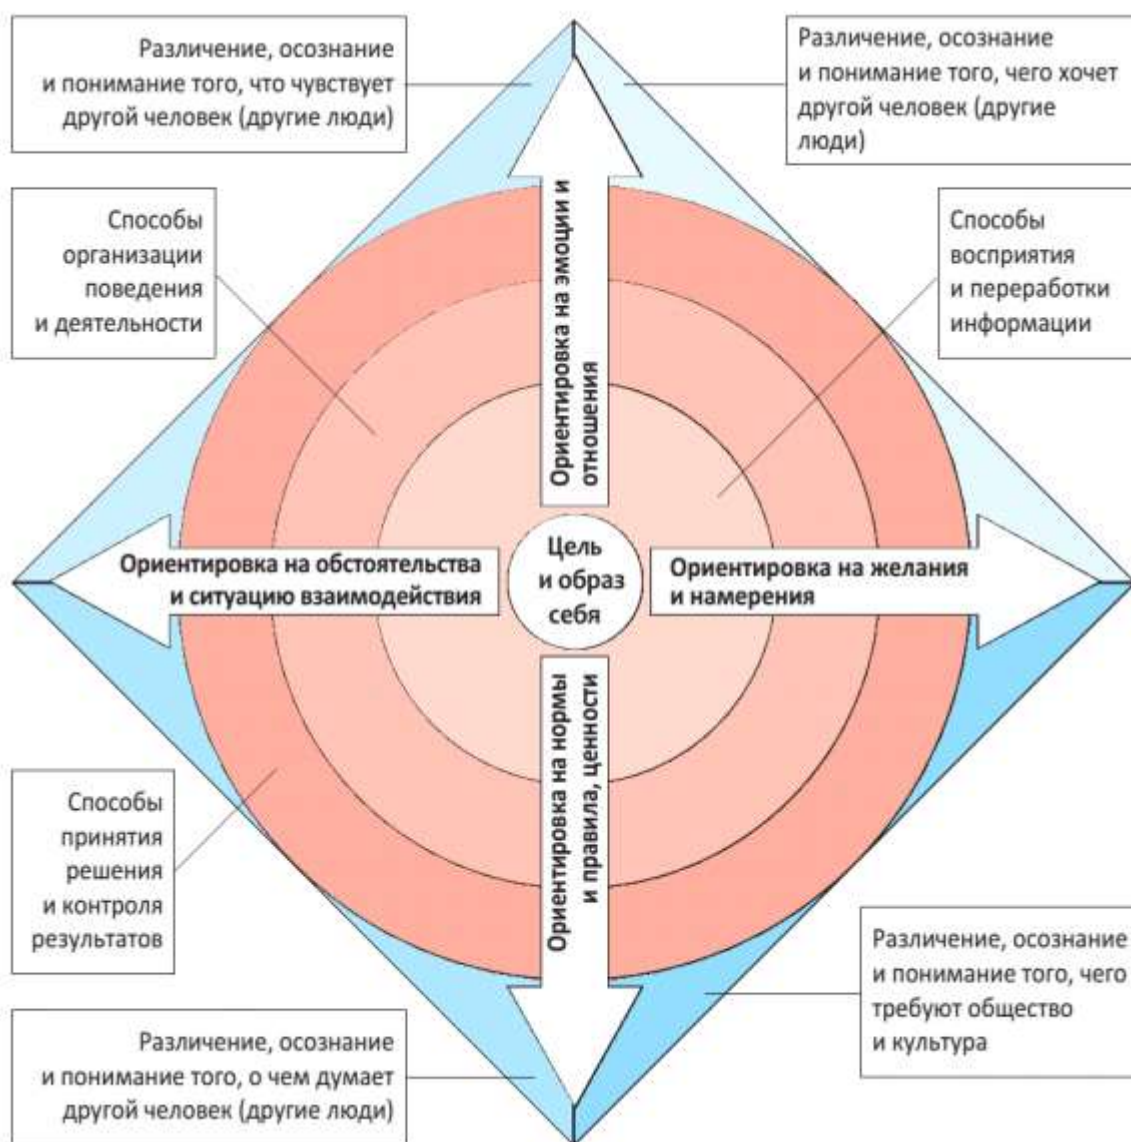 Различение, осознание
и понимание того, что чувствует
другой человек (другие люди)
Различение, осознание
и понимание того, чего хочет
другой человек (другие
люди)
Способы
организации
поведения
и деятельности
Способы
восприятия
и переработки
информации
Ориентировка на эмоции и
отношения
Ориентировка на обстоятельства
и ситуацию взаимодействия
Цель
и образ
себя
Ориентировка на желания
и намерения
Ориентировка на нормы
и правила, ценности
Способы
принятия
решения
и контроля
результатов
Различение, осознание
и понимание того, чего
требуют общество
и культура
Различение, осознание
и понимание того, о чем думает
другой человек (другие люди)